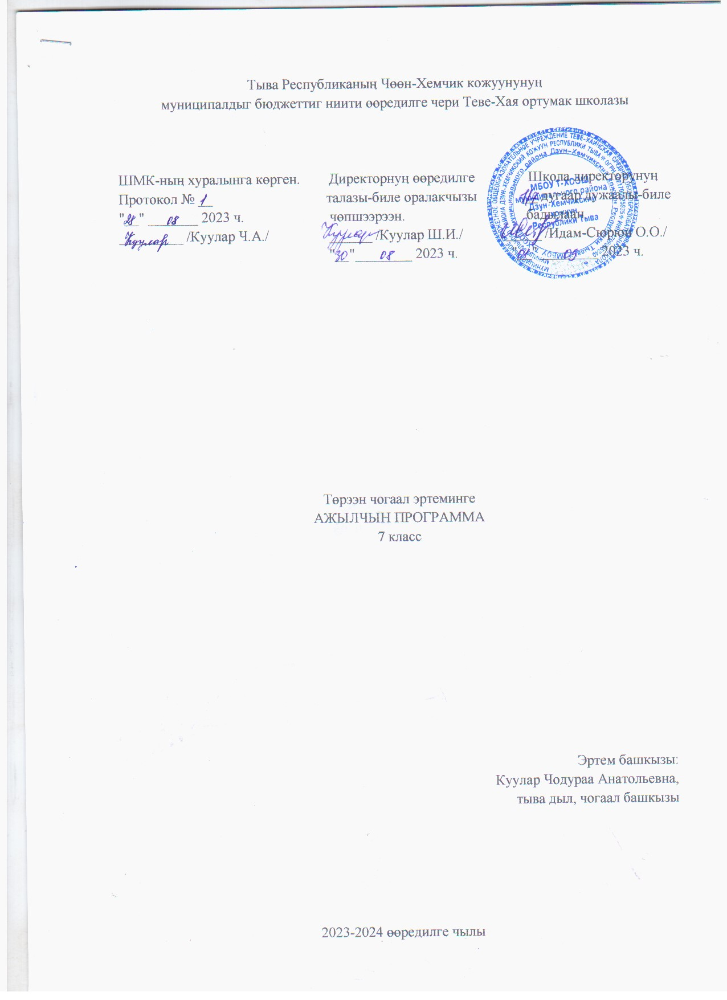 Тыва Республиканың Чөөн-Хемчик кожуунунуң
муниципалдыг бюджеттиг ниити өөредилге чери Теве-Хая ортумак школазы
ШМК-ның хуралынга көрген.
Протокол № 1
"28" 08 2023 ч.
Куулар /Куулар Ч.А./
Директорнуң өөредилге
талазы-биле оралакчызы
чөпшээрээн.
Куулар /Куулар Ш.И./
"30" 08 2023 ч.
Школа директорунуң
дугаар дужаалы-биле
бадылаан
/Идам-Сюрюн О.О./
"01" 09 2023 ч.
МБОУ Т-ХСОШ
муниципального района
Дзун-Хемчикский
кожуун
Республики Тыва
Төрээн чогаал эртеминге
АЖЫЛЧЫН ПРОГРАММА
7 класс
Эртем башкызы:
Куулар Чодураа Анатольевна,
тыва дыл, чогаал башкызы
2023-2024 өөредилге чылы